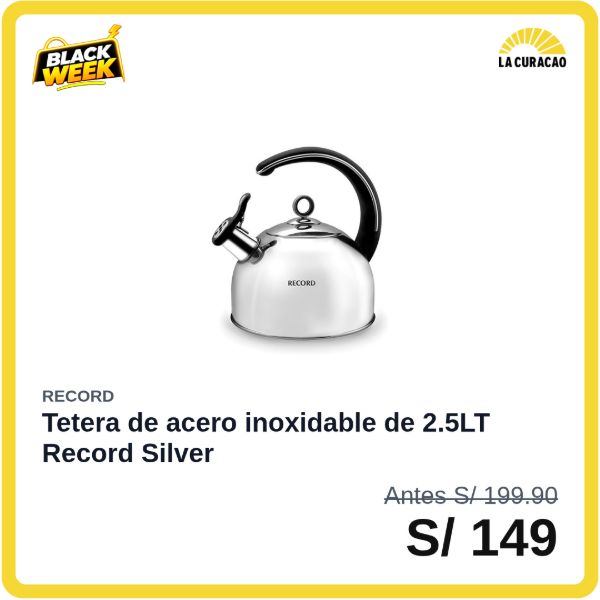 BLACK
WEEK
LA CURACAO
RECORD
RECORD
Tetera de acero inoxidable de 2.5LT
Record Silver
Antes S/ 199.90
S/ 149